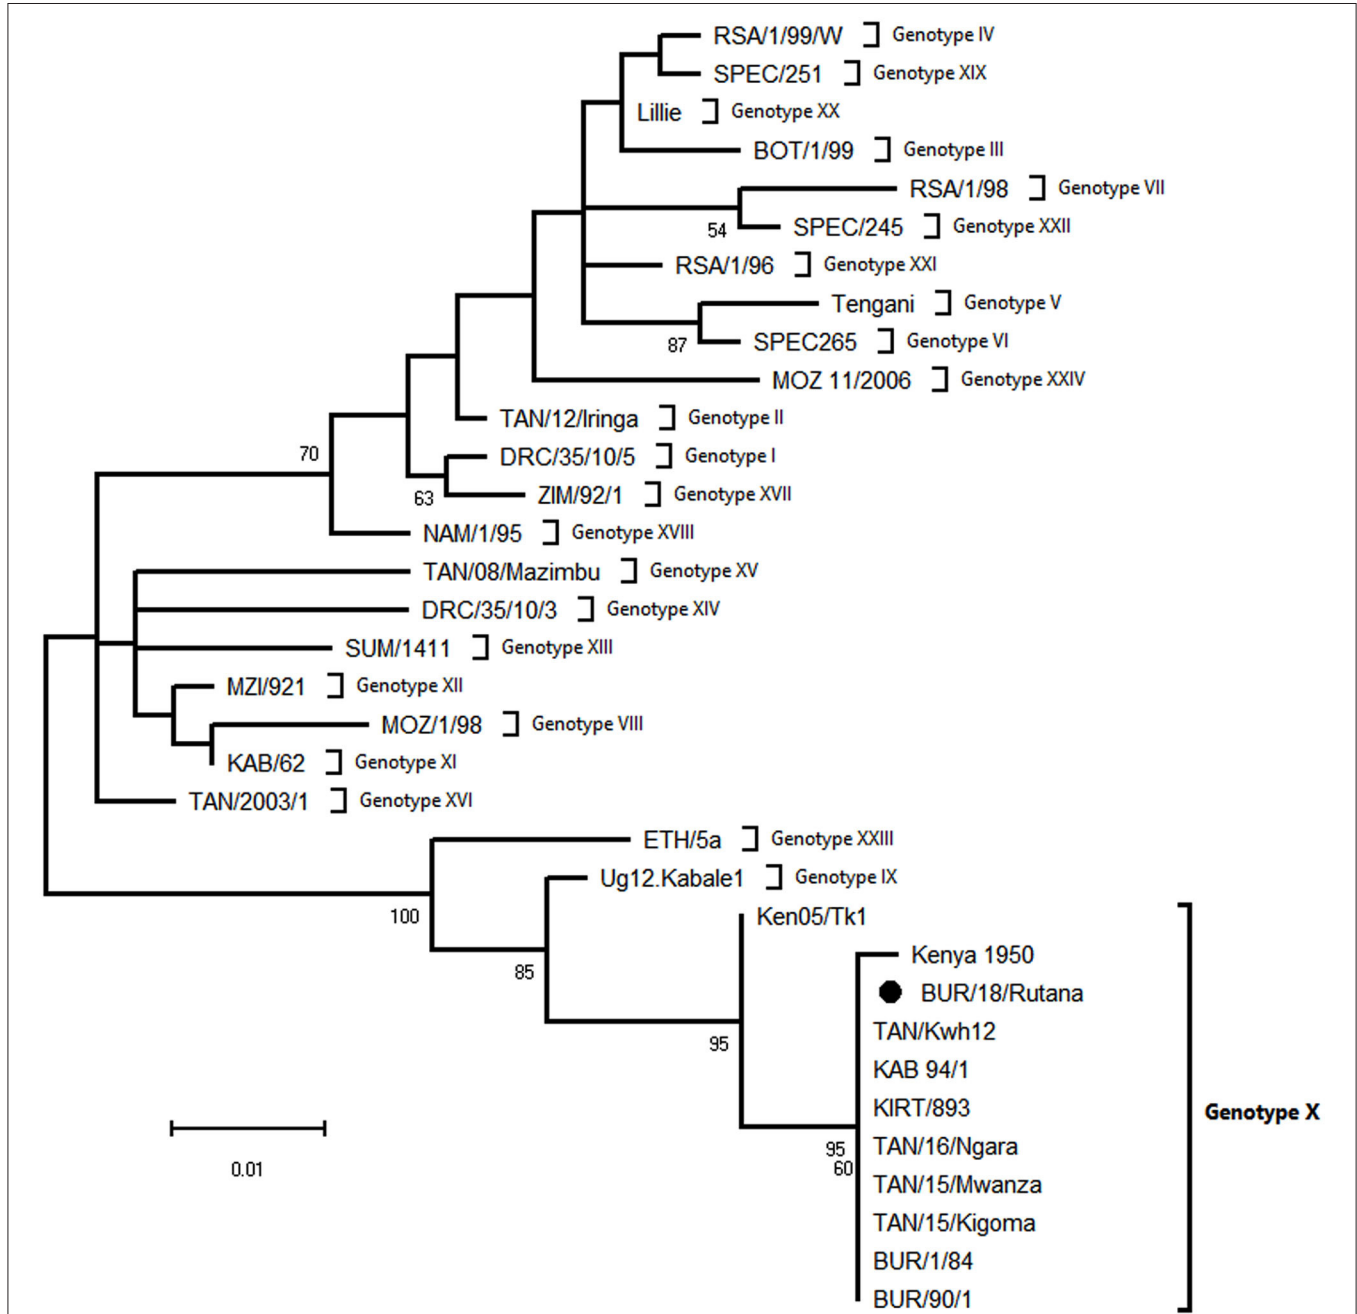 RSA/1/99/W Genotype IV
SPEC/251 Genotype XIX
Lillie Genotype XX
BOT/1/99 Genotype III
RSA/1/98 Genotype VII
54 SPEC/245 Genotype XXII
RSA/1/96 Genotype XXI
Tengani Genotype V
87 SPEC265 Genotype VI
MOZ 11/2006 Genotype XXIV
TAN/12/Iringa Genotype II
70 DRC/35/10/5 Genotype I
63 ZIM/92/1 Genotype XVII
NAM/1/95 Genotype XVIII
TAN/08/Mazimbu Genotype XV
DRC/35/10/3 Genotype XIV
SUM/1411 Genotype XIII
MZI/921 Genotype XII
MOZ/1/98 Genotype VIII
KAB/62 Genotype XI
TAN/2003/1 Genotype XVI
ETH/5a Genotype XXIII
Ug12.Kabale1 Genotype IX
100 Ken05/Tk1
Kenya 1950
85
BUR/18/Rutana
TAN/Kwh12
95
KAB 94/1
KIRT/893
Genotype X
TAN/16/Ngara
95
60
0.01
TAN/15/Mwanza
TAN/15/Kigoma
BUR/1/84
BUR/90/1